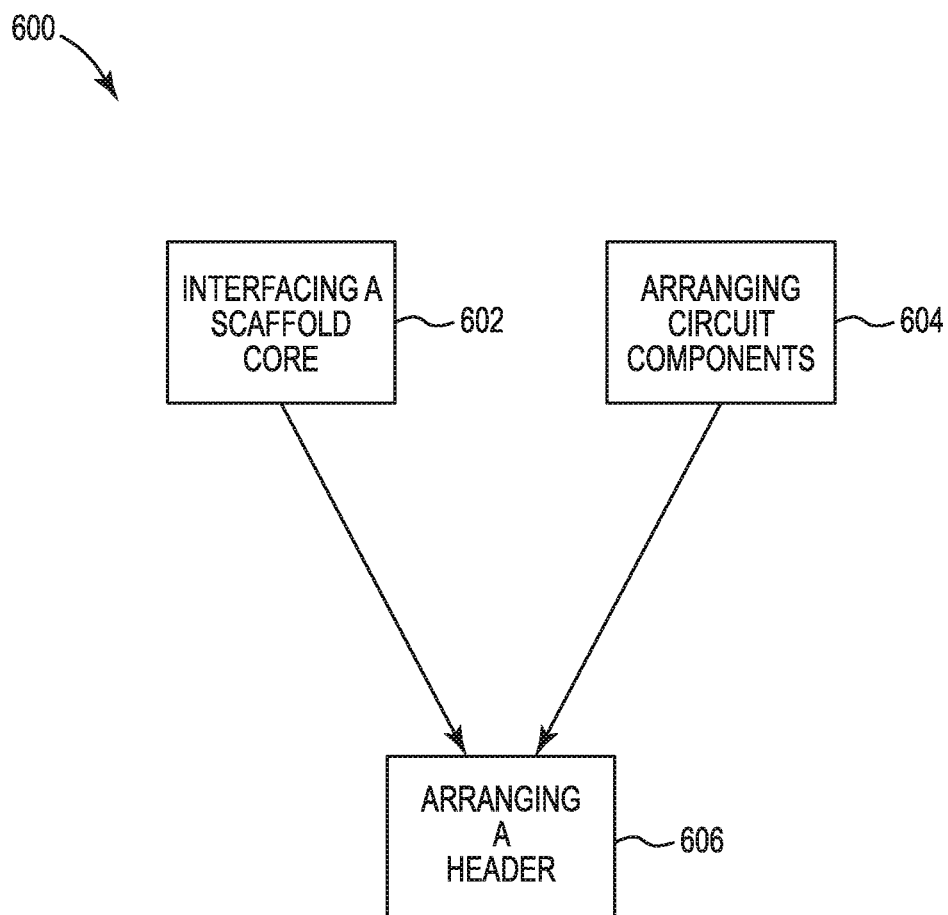 600
INTERFACING A
SCAFFOLD
CORE
602
ARRANGING
CIRCUIT
COMPONENTS
604
ARRANGING
A
HEADER
606